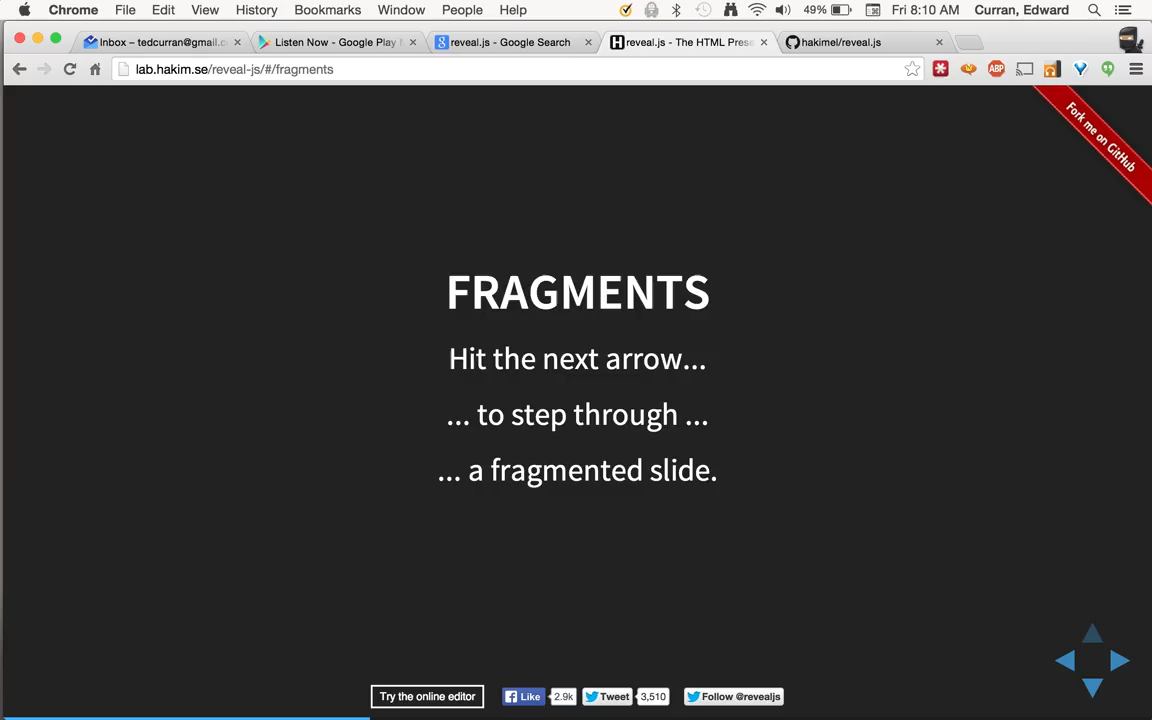 Chrome File Edit View History Bookmarks Window People Help 49% Fri 8:10 AM Curran, Edward
Inbox – tedcurran@gmail.c
Listen Now - Google Play
reveal.js - Google Search
reveal.js - The HTML Prese
hakimel/reveal.js
lab.hakim.se/reveal-js/#/fragments
ABP
Fork me on GitHub
FRAGMENTS
Hit the next arrow...
... to step through ...
... a fragmented slide.
Try the online editor Like 2.9k Tweet 3,510 Follow @revealjs